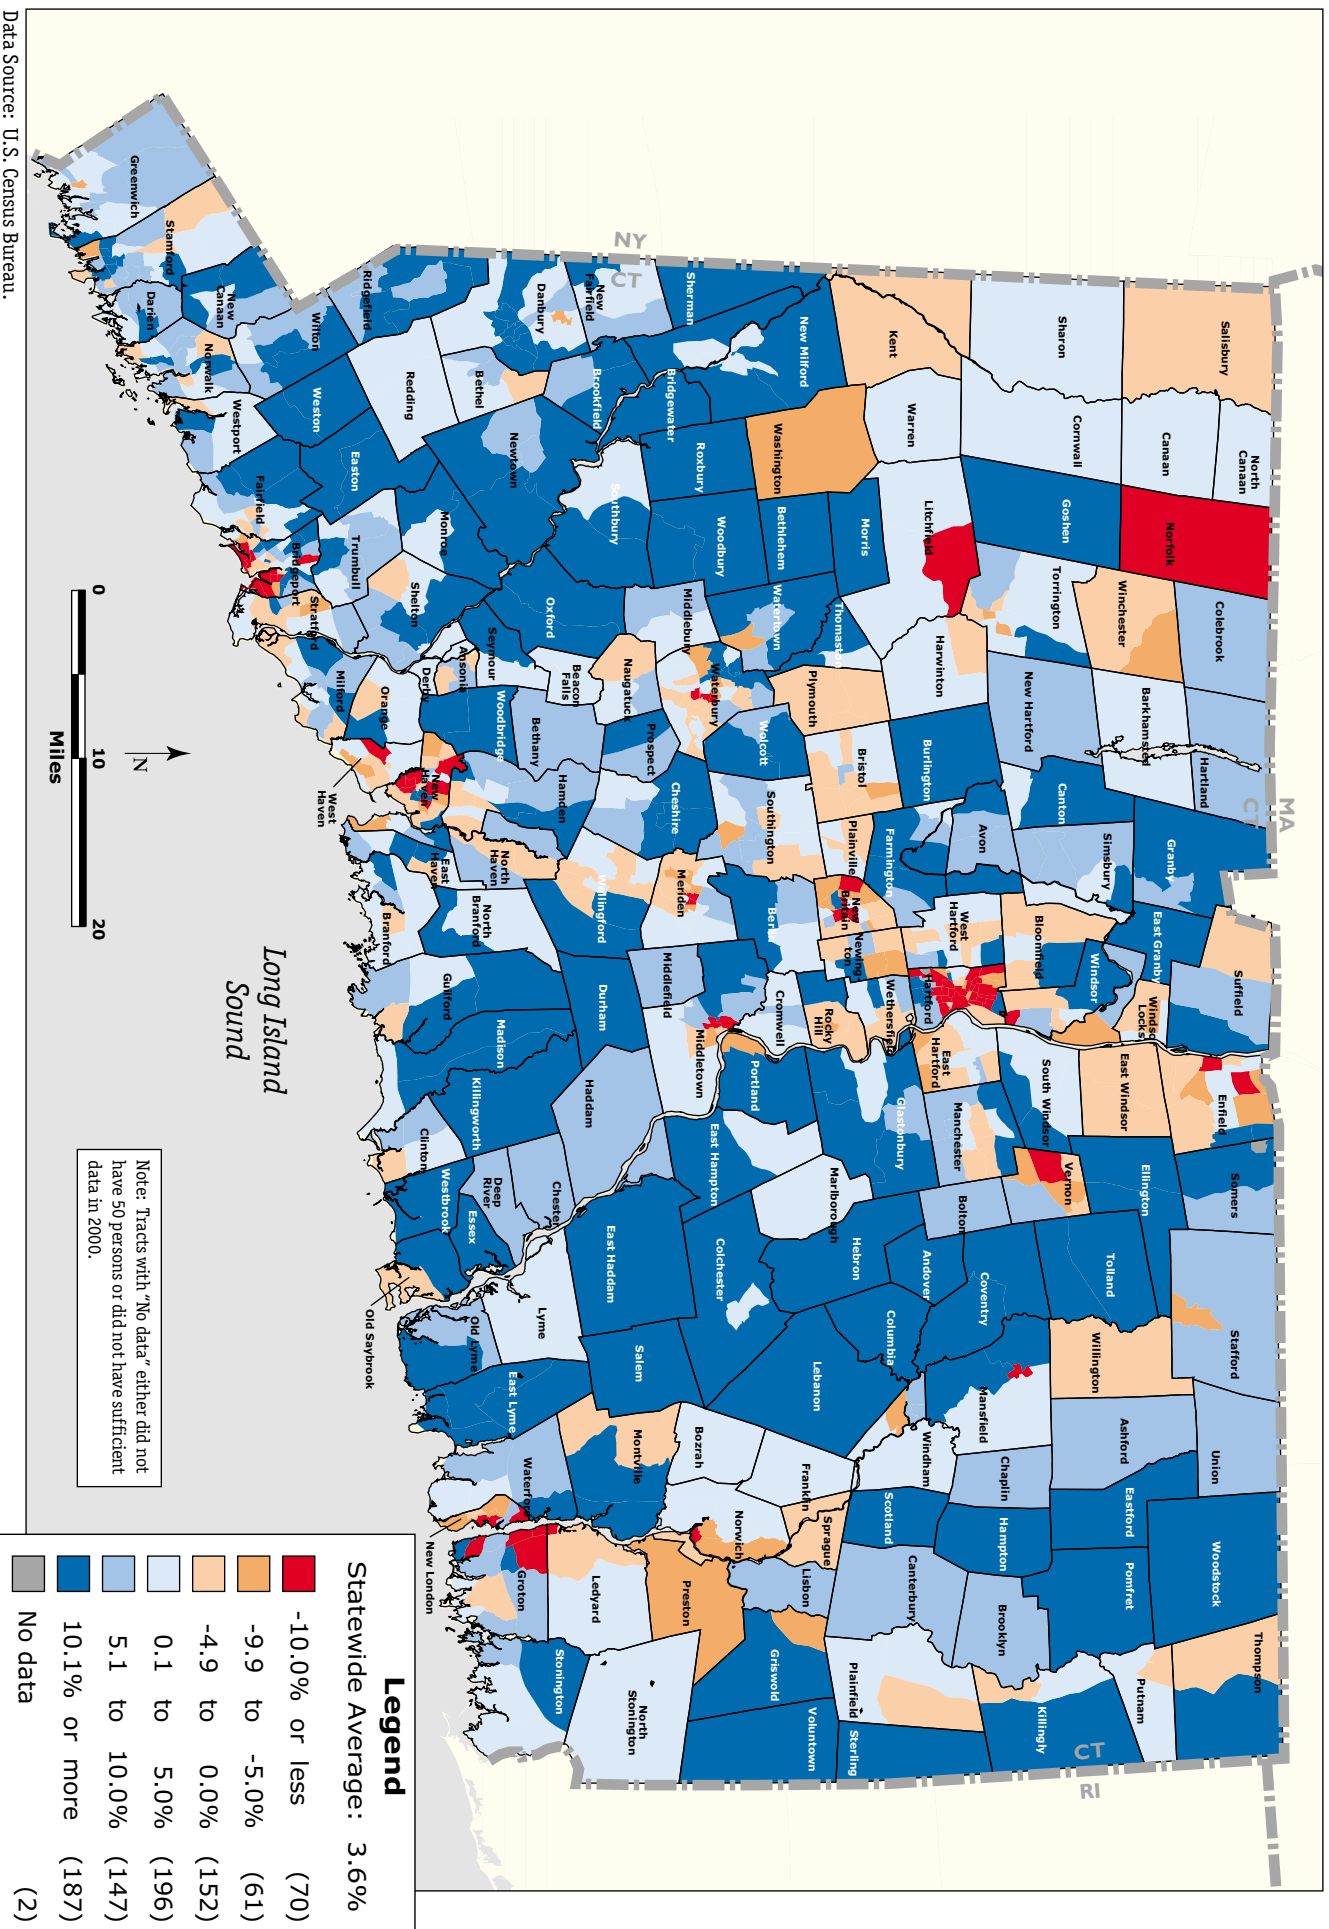 MA
CT
NY
CT
CT
RI
Salisbury
North
Canaan
Canaan
Norfolk
Colebrook
Hartland
Granby
East Granby
Suffield
Enfield
Somers
Stafford
Union
Woodstock
Thompson
Sharon
Cornwall
Goshen
Winchester
Barkhamsted
Simsbury
Windsor
Windso
Locks
East Windsor
Ellington
Tolland
Willington
Ashford
Eastford
Pomfret
Putnam
Kent
Warren
Litchfield
Torrington
Harwinton
New Hartford
Canton
Burlington
Avon
Bloomfield
West
Hartford
Hartford
East
Hartford
South Windsor
Manchester
Vernon
Bolton
Coventry
Andover
Mansfield
Chaplin
Hampton
Brooklyn
Killingly
New Milford
Sherman
Washington
Bethlehem
Morris
Thomaston
Watertown
Plymouth
Bristol
Plainville
Farmington
New
Britain
Newing-
ton
Wethersfield
Rocky
Hill
Glastonbury
Marlborough
Hebron
Columbia
Lebanon
Windham
Scotland
Canterbury
Plainfield
Sterling
New
Fairfield
Brookfield
Bridgewater
Roxbury
Woodbury
Southbury
Middlebury
Waterbury
Wolcott
Southington
Berlin
Cromwell
Middletown
Portland
East Hampton
Colchester
Bozrah
Franklin
Sprague
Norwich
Lisbon
Griswold
Voluntown
Danbury
Bethel
Newtown
Oxford
Naugatuck
Beacon
Falls
Prospect
Cheshire
Meriden
Middlefield
Durham
Haddam
East Haddam
Salem
Montville
Preston
Ledyard
North
Stonington
Ridgefield
Redding
Monroe
Shelton
Seymour
Ansonia
Derby
Woodbridge
Bethany
Hamden
Wallingford
North
Haven
North
Branford
Guilford
Madison
Killingworth
Chester
Deep
River
Essex
Lyme
Old Lyme
East Lyme
Waterford
Groton
Stonington
Wilton
Weston
Easton
Trumbull
Stratford
Milford
Orange
New
Haven
East
Haven
Branford
Clinton
Westbrook
Old Saybrook
New London
West
Haven
Greenwich
Stamford
New
Canaan
Darien
Norwalk
Westport
Fairfield
Bridgeport
Long Island
Sound
0 10 20
Miles
N
Note: Tracts with “No data” either did not
have 50 persons or did not have sufficient
data in 2000.
Legend
Statewide Average: 3.6%
-10.0% or less (70)
-9.9 to -5.0% (61)
-4.9 to 0.0% (152)
0.1 to 5.0% (196)
5.1 to 10.0% (147)
10.1% or more (187)
No data (2)
Data Source: U.S. Census Bureau.